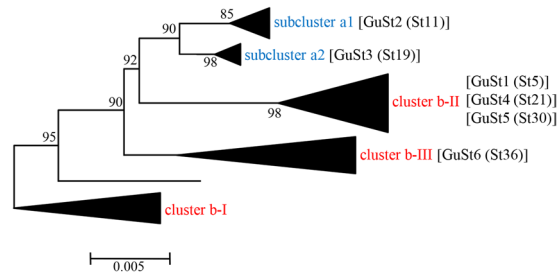 85
subcluster a1 [GuSt2 (St11)]
90
subcluster a2 [GuSt3 (St19)]
98
92
[GuSt1 (St5)]
[GuSt4 (St21)]
cluster b-II
[GuSt5 (St30)]
98
90
95
cluster b-III [GuSt6 (St36)]
cluster b-I
0.005